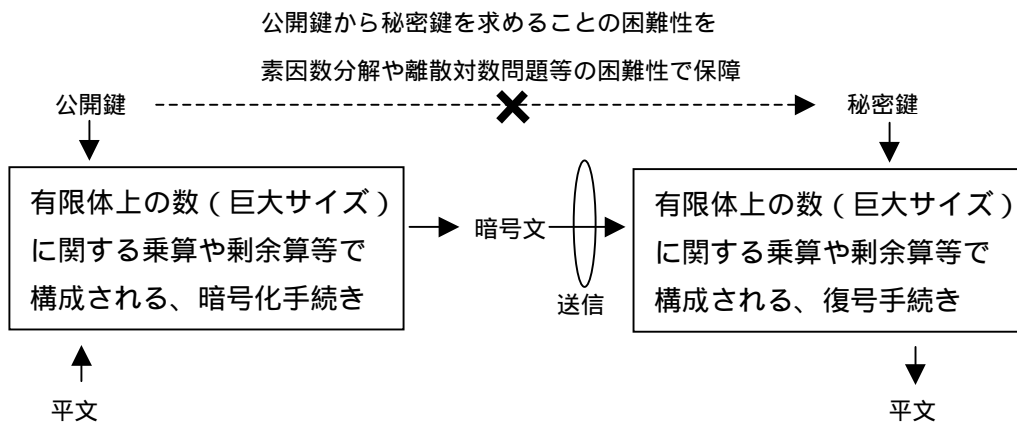 公開鍵から秘密鍵を求めることの困難性を
素因数分解や離散対数問題等の困難性で保障
公開鍵
秘密鍵
有限体上の数(巨大サイズ)
に関する乗算や剰余算等で
構成される、暗号化手続き
暗号文
送信
有限体上の数(巨大サイズ)
に関する乗算や剰余算等で
構成される、復号手続き
平文
平文